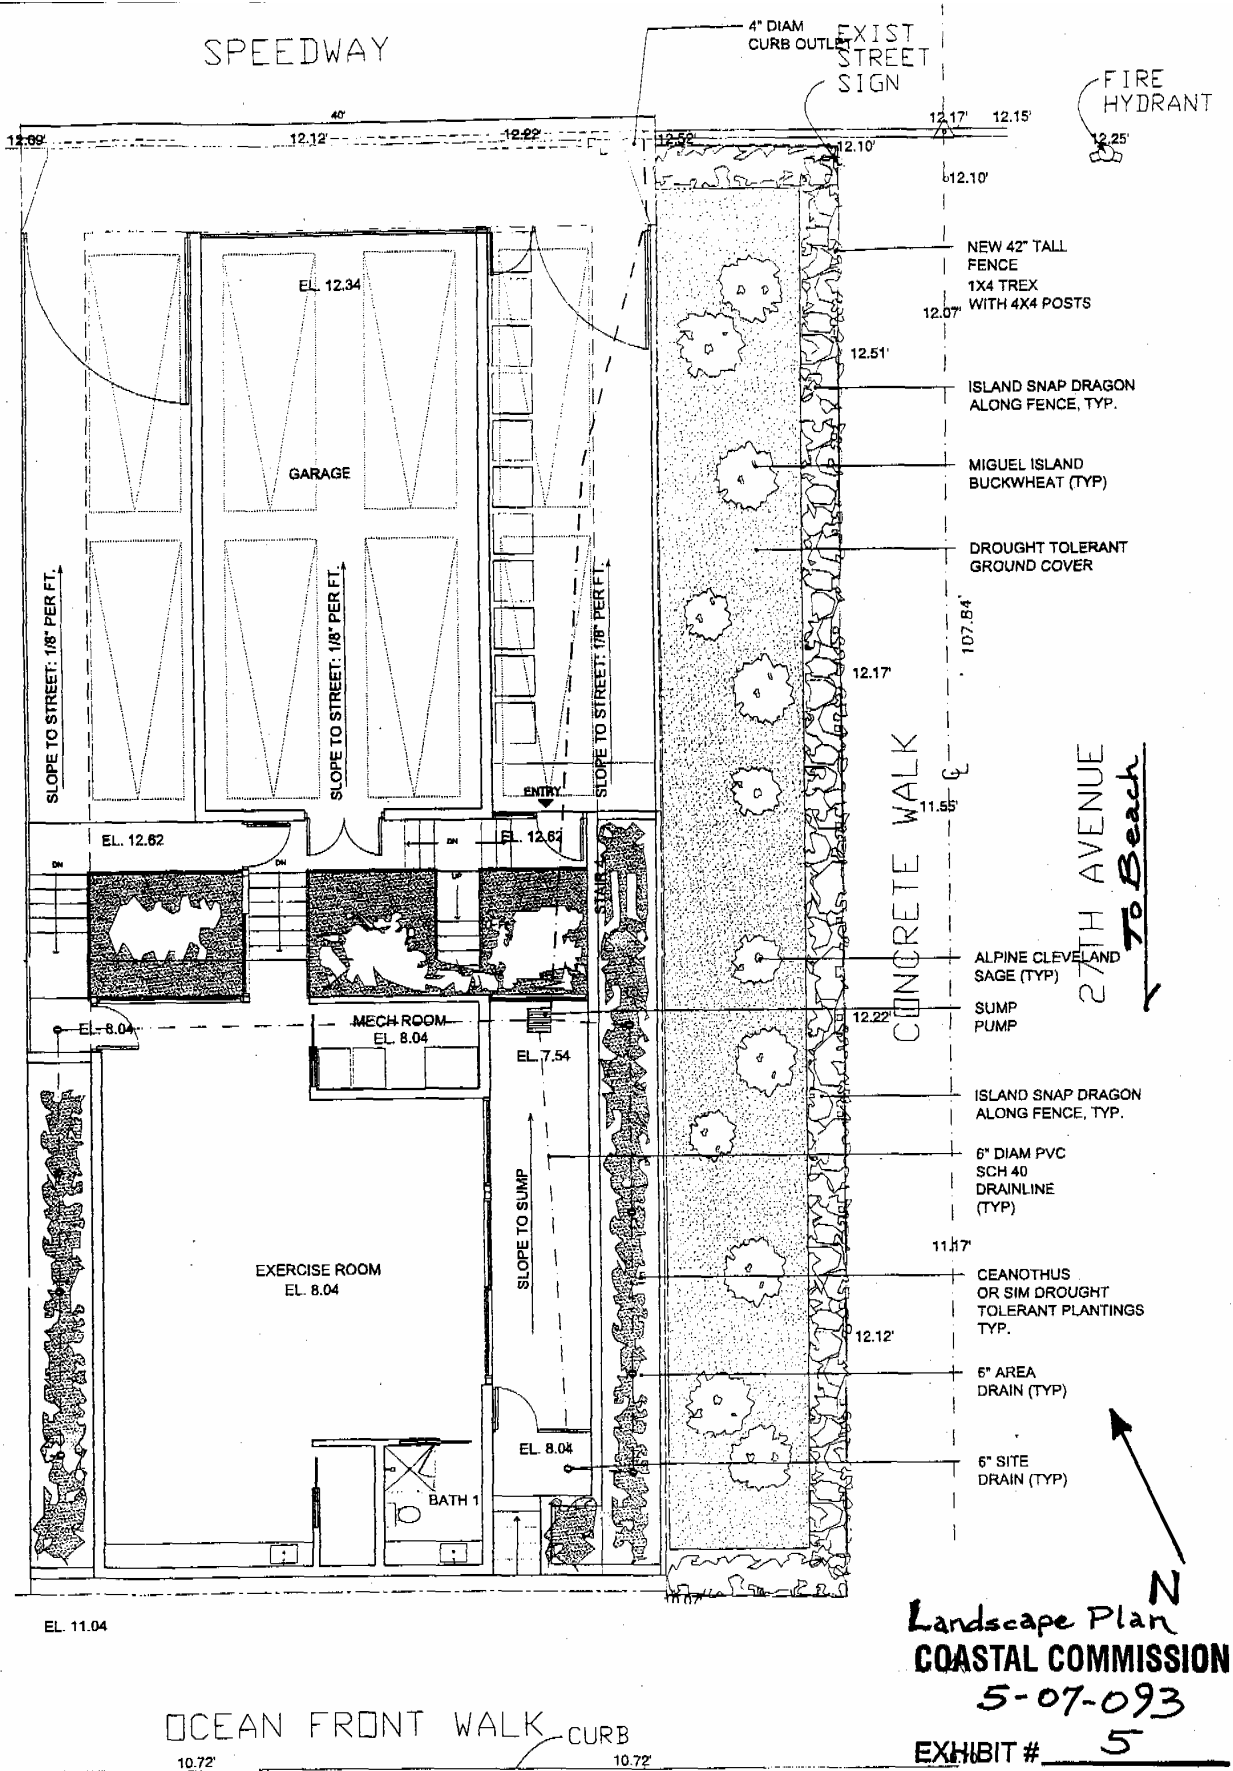 SPEEDWAY
4" DIAM
CURB OUTLET
EXIST
STREET
SIGN
FIRE
HYDRANT
40'
12.09'
12.12'
12.22'
12.52'
12.10'
12.17'
12.15'
12.25'
12.10'
NEW 42" TALL
FENCE
1X4 TREX
WITH 4X4 POSTS
12.07'
EL. 12.34
12.51'
ISLAND SNAP DRAGON
ALONG FENCE, TYP.
GARAGE
MIGUEL ISLAND
BUCKWHEAT (TYP)
DROUGHT TOLERANT
GROUND COVER
SLOPE TO STREET: 1/8" PER FT.
SLOPE TO STREET: 1/8" PER FT.
SLOPE TO STREET: 1/8" PER FT.
107.84'
12.17'
CONCRETE WALK
27TH AVENUE
To Beach
11.55'
ENTRY
EL. 12.62
EL. 12.62
DN
DN
DN
UP
STAIR 4
ALPINE CLEVELAND
SAGE (TYP)
SUMP
PUMP
12.22'
EL. 8.04
MECH ROOM
EL. 8.04
EL. 7.54
ISLAND SNAP DRAGON
ALONG FENCE, TYP.
6" DIAM PVC
SCH 40
DRAINLINE
(TYP)
SLOPE TO SUMP
11.17'
EXERCISE ROOM
EL. 8.04
CEANOTHUS
OR SIM DROUGHT
TOLERANT PLANTINGS
TYP.
12.12'
6" AREA
DRAIN (TYP)
EL. 8.04
6" SITE
DRAIN (TYP)
BATH 1
N
EL. 11.04
Landscape Plan
COASTAL COMMISSION
5-07-093
EXHIBIT # 5
OCEAN FRONT WALK
CURB
10.72'
10.72'